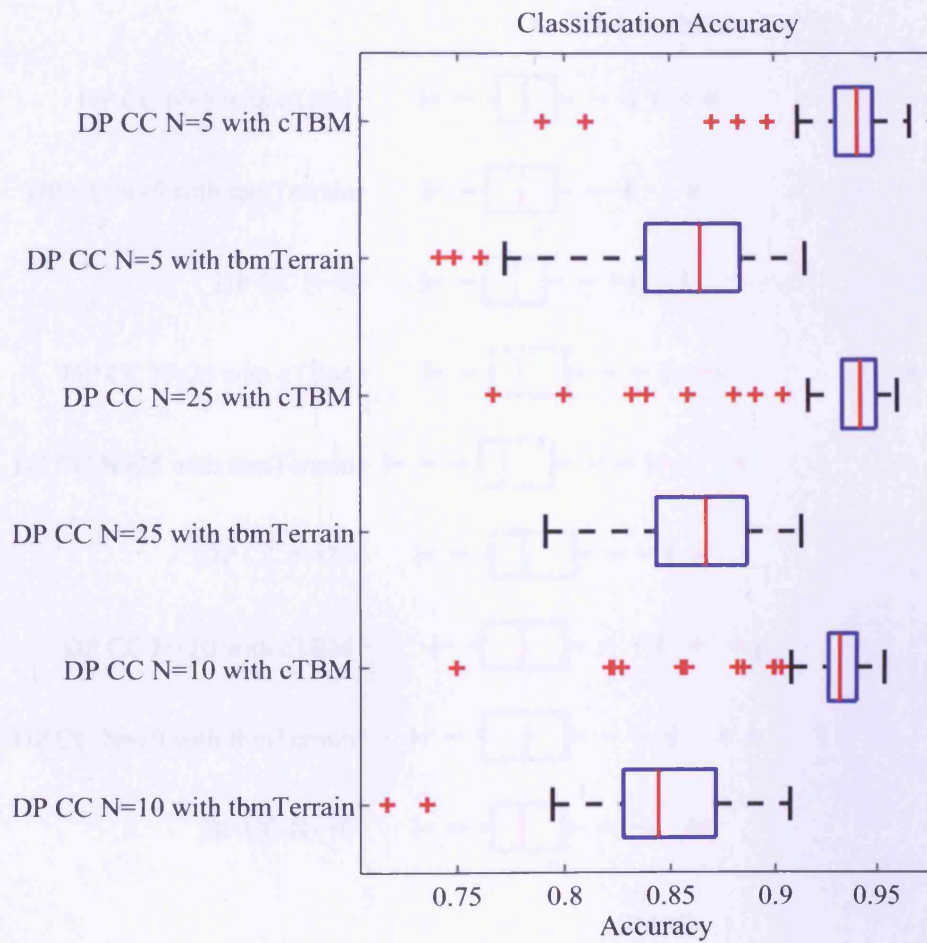 Classification Accuracy
DP CC N=5 with cTBM
DP CC N=5 with tbmTerrain
DP CC N=25 with cTBM
DP CC N=25 with tbmTerrain
DP CC N=10 with cTBM
DP CC N=10 with tbmTerrain
0.75 0.8 0.85 0.9 0.95
Accuracy